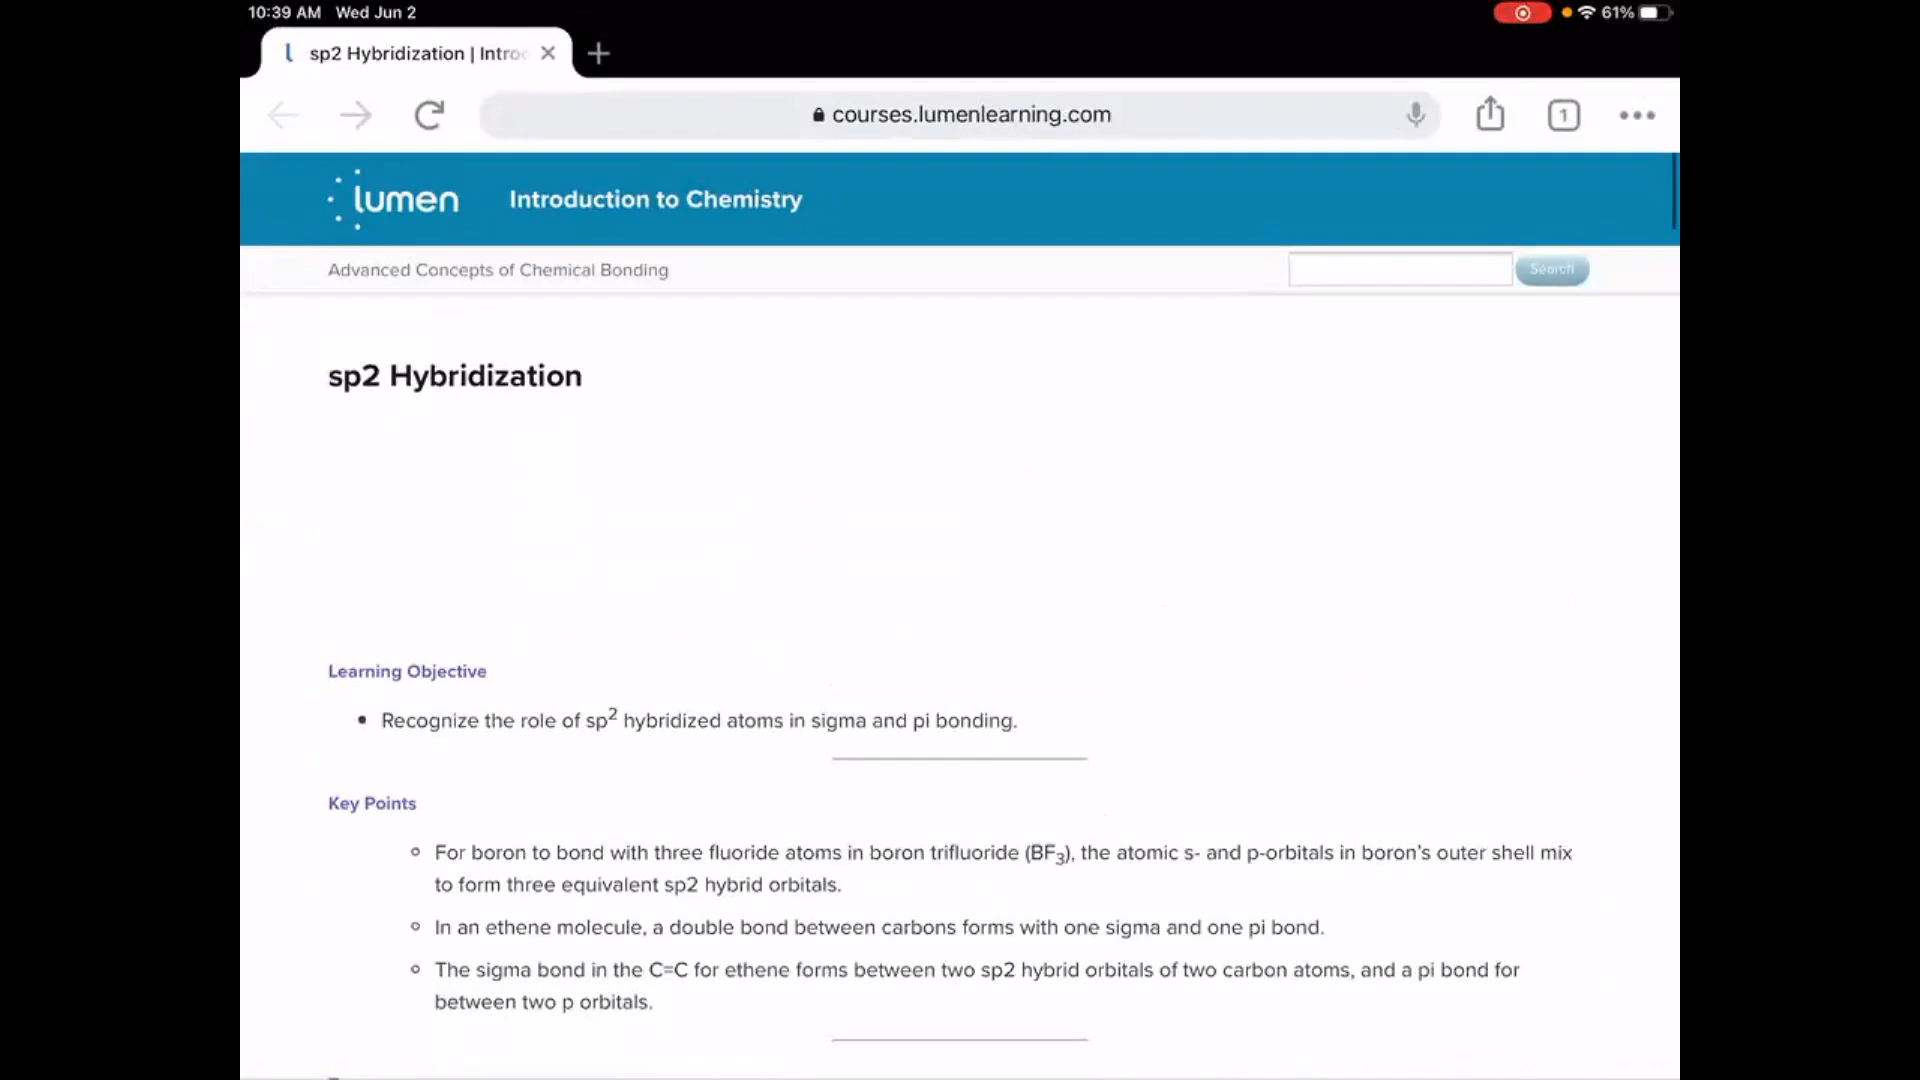 10:39 AM Wed Jun 2
61%
sp2 Hybridization | Intro
courses.lumenlearning.com
1
lumen
Introduction to Chemistry
Advanced Concepts of Chemical Bonding
Search
sp2 Hybridization
Learning Objective
Recognize the role of sp² hybridized atoms in sigma and pi bonding.
Key Points
For boron to bond with three fluoride atoms in boron trifluoride (BF₃), the atomic s- and p-orbitals in boron's outer shell mix
to form three equivalent sp2 hybrid orbitals.
In an ethene molecule, a double bond between carbons forms with one sigma and one pi bond.
The sigma bond in the C=C for ethene forms between two sp2 hybrid orbitals of two carbon atoms, and a pi bond for
between two p orbitals.